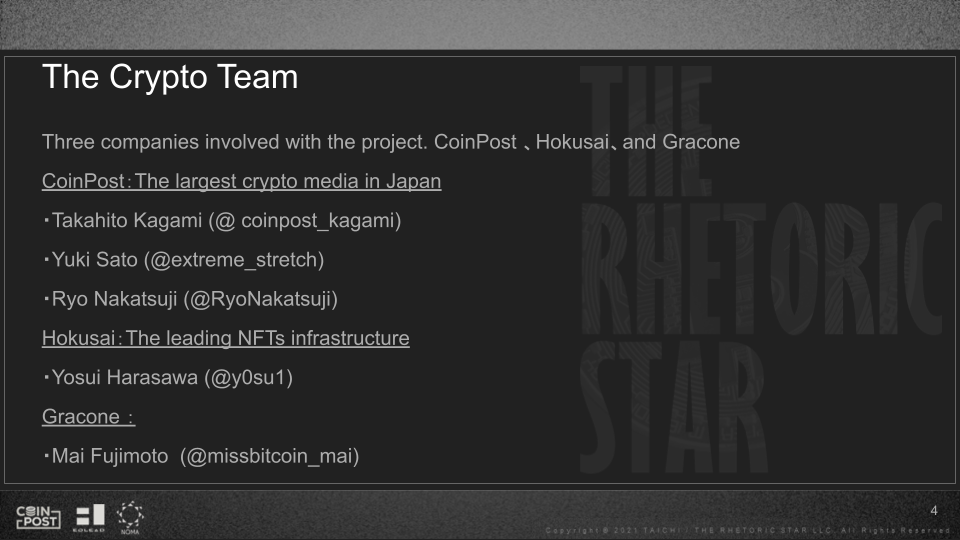 The Crypto Team
Three companies involved with the project. CoinPost 、Hokusai、and Gracone
CoinPost：The largest crypto media in Japan
・Takahito Kagami (@ coinpost_kagami)
・Yuki Sato (@extreme_stretch)
・Ryo Nakatsuji (@RyoNakatsuji)
Hokusai：The leading NFTs infrastructure
・Yosui Harasawa (@y0su1)
Gracone ：
・Mai Fujimoto (@missbitcoin_mai)
THE
RHETORIC
STAR
COIN-
POST
EOLEAD
NOMA
4
Copyright © 2021 TAICHI / THE RHETORIC STAR LLC. All Rights Reserved.